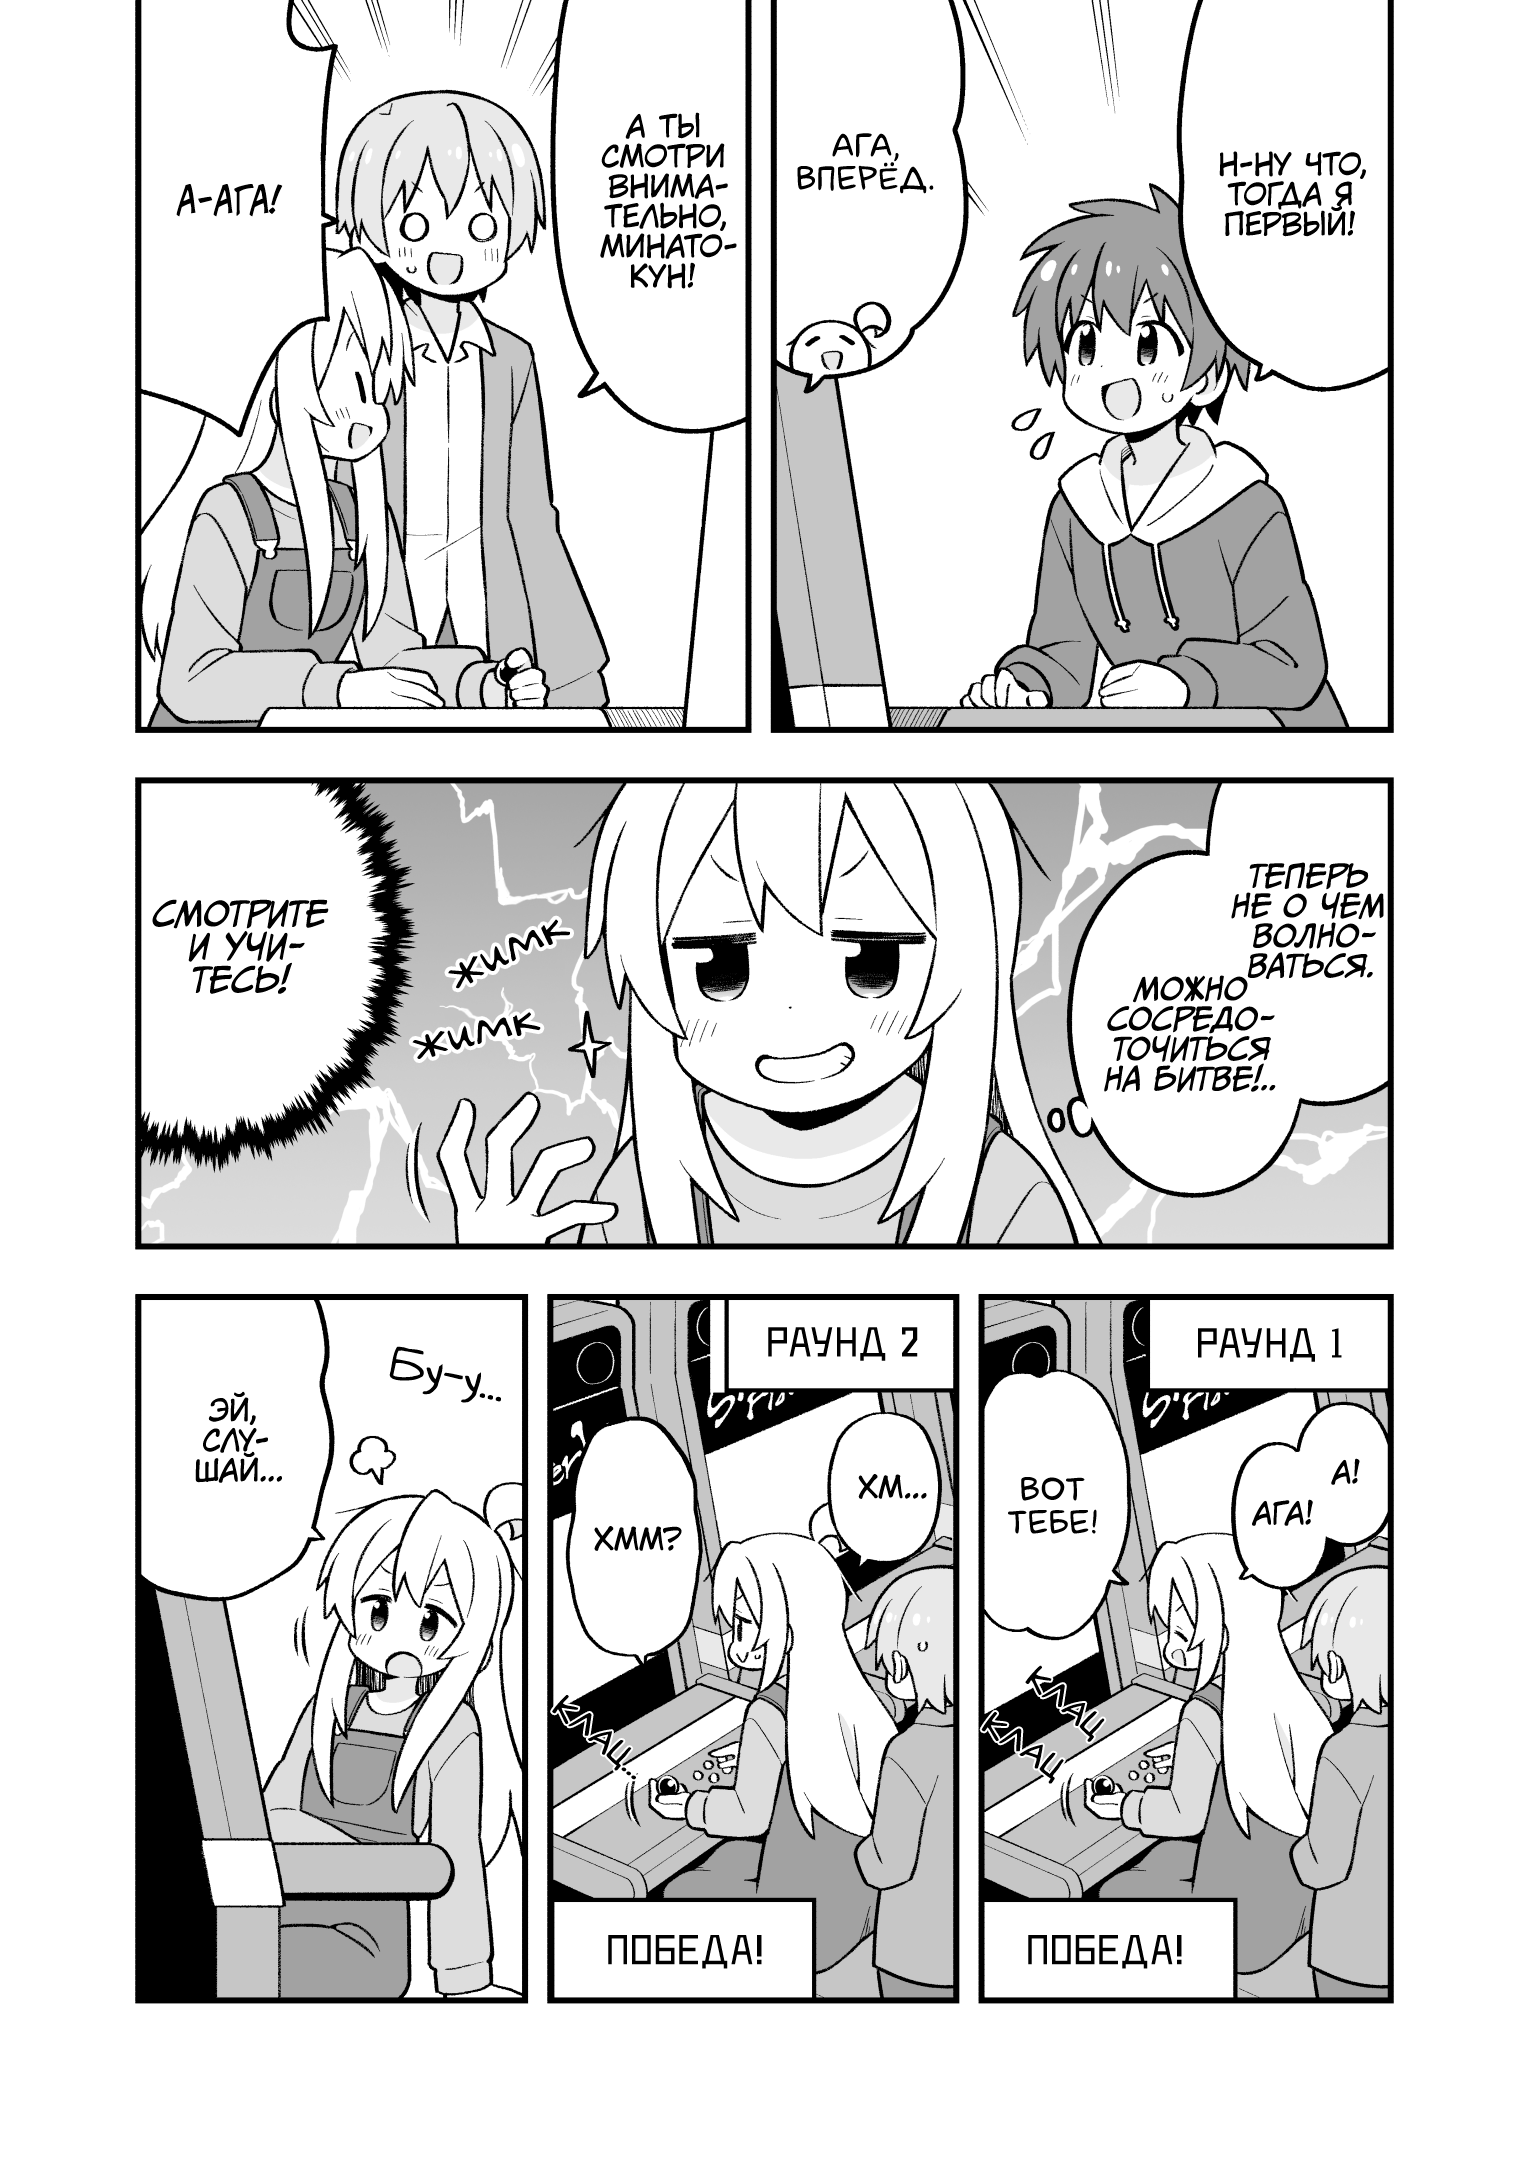 Н-НУ ЧТО,
ТОГДА Я
ПЕРВЫЙ!
АГА,
ВПЕРЁД.
А ТЫ
СМОТРИ
ВНИМА-
ТЕЛЬНО,
МИНАТО-
КУН!
А-АГА!
ТЕПЕРЬ
НЕ О ЧЕМ
ВОЛНО-
ВАТЬСЯ.
МОЖНО
СОСРЕДО-
ТОЧИТЬСЯ
НА БИТВЕ!..
ЖИМК
ЖИМК
СМОТРИТЕ
И УЧИ-
ТЕСЬ!
РАУНД 1
А!
АГА!
ВОТ
ТЕБЕ!
КЛАЦ
КЛАЦ
ПОБЕДА!
РАУНД 2
ХМ...
ХММ?
КЛАЦ...
ПОБЕДА!
Бу-у...
ЭЙ,
СЛУ-
ШАЙ...